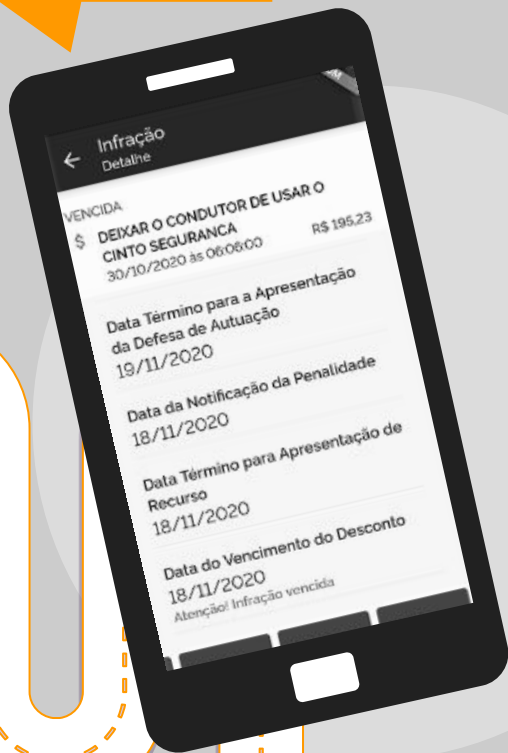 Infração
Detalhe
VENCIDA
$ DEIXAR O CONDUTOR DE USAR O
CINTO SEGURANCA
30/10/2020 às 06:06:00
R$ 195,23
Data Término para a Apresentação
da Defesa de Autuação
19/11/2020
Data da Notificação da Penalidade
18/11/2020
Data Término para Apresentação de
Recurso
18/11/2020
Data do Vencimento do Desconto
18/11/2020
Atenção! Infração vencida